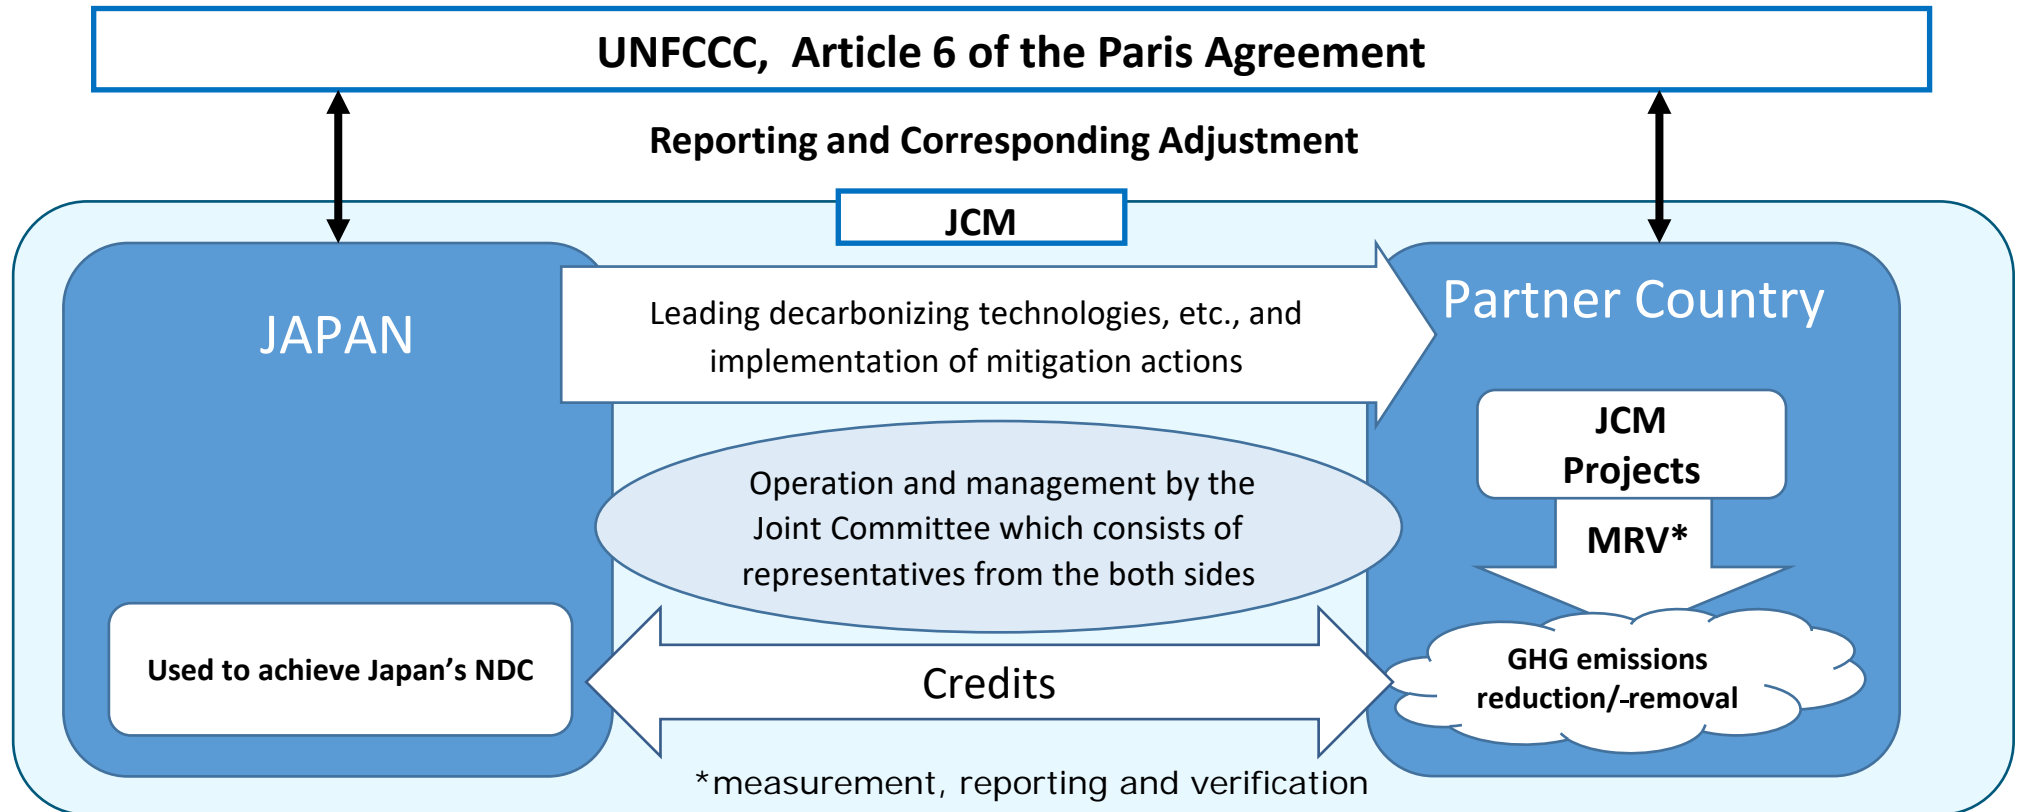 UNFCCC, Article 6 of the Paris Agreement
Reporting and Corresponding Adjustment
JCM
JAPAN
Leading decarbonizing technologies, etc., and
implementation of mitigation actions
Partner Country
JCM
Projects
MRV*
Operation and management by the
Joint Committee which consists of
representatives from the both sides
Used to achieve Japan’s NDC
Credits
GHG emissions
reduction/-removal
*measurement, reporting and verification